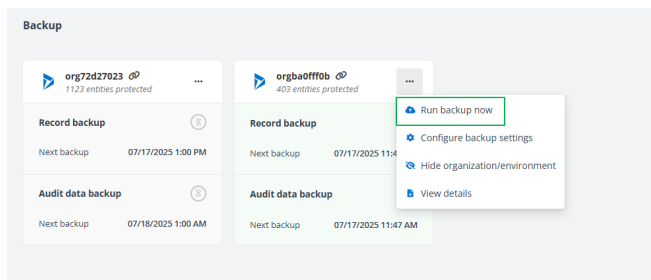 Backup
org72d27023
1123 entities protected
Record backup
Next backup 07/17/2025 1:00 PM
Audit data backup
Next backup 07/18/2025 1:00 AM
orgba0fff0b
403 entities protected
Record backup
Next backup 07/17/2025 11:4
Audit data backup
Next backup 07/17/2025 11:47 AM
Run backup now
Configure backup settings
Hide organization/environment
View details